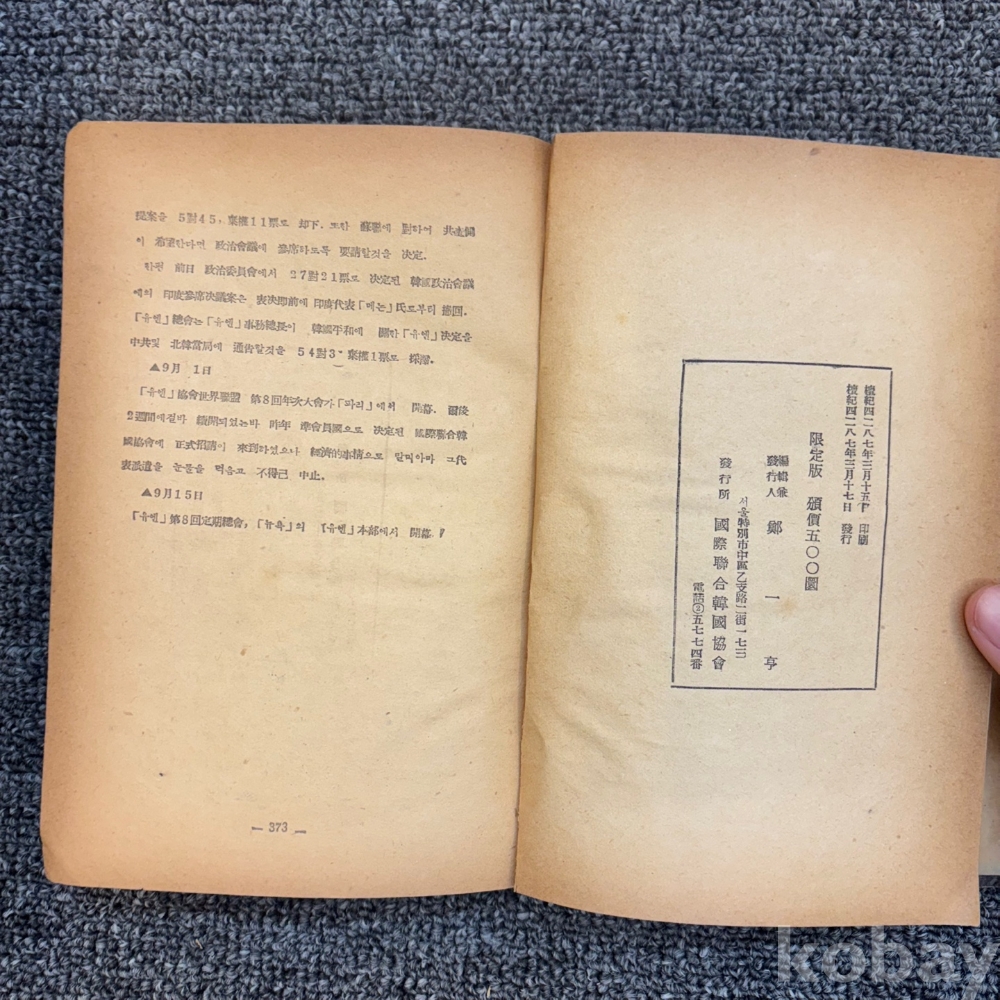 提案을 5對45, 棄權11票로 却下. 또한 蘇聯에 對하여 共産側
이 希望한다면 政治會議에 參席하도록 要請할것을 決定.
한편 前日 政治委員會에서 27對21票로 決定된 韓國政治會議
에의 印度參席決議案은 表決卽前에 印度代表「메논」氏로부터 撤回.
「유엔」總會는「유엔」事務總長이 韓國平和에 關한「유엔」決定을
中共및 北韓當局에 通告할것을 54對3 棄權1票로 採擇.
▲9月 1日
「유엔」協會世界聯盟 第8回年次大會가「파리」에서 開幕. 爾後
2週間에걸쳐 續開되었는바 昨年 準會員國으로 決定된 國際聯合韓
國協會에 正式招請이 來到하였으나 經濟的事情으로 말미아마 그代
表派遣을 눈물을 먹음고 不得已 中止.
▲9月15日
「유엔」第8回定期總會,「뉴욕」의 「유엔」本部에서 開幕.
— 373 —
檀紀四二八七年三月十五日 印刷
檀紀四二八七年三月十七日 發行
限定版 頒價五〇〇圜
編輯兼
發行人 鄭一亨
서울特別市中區乙支路二街一七三
發行所 國際聯合韓國協會
電話③五七七四番
kobay